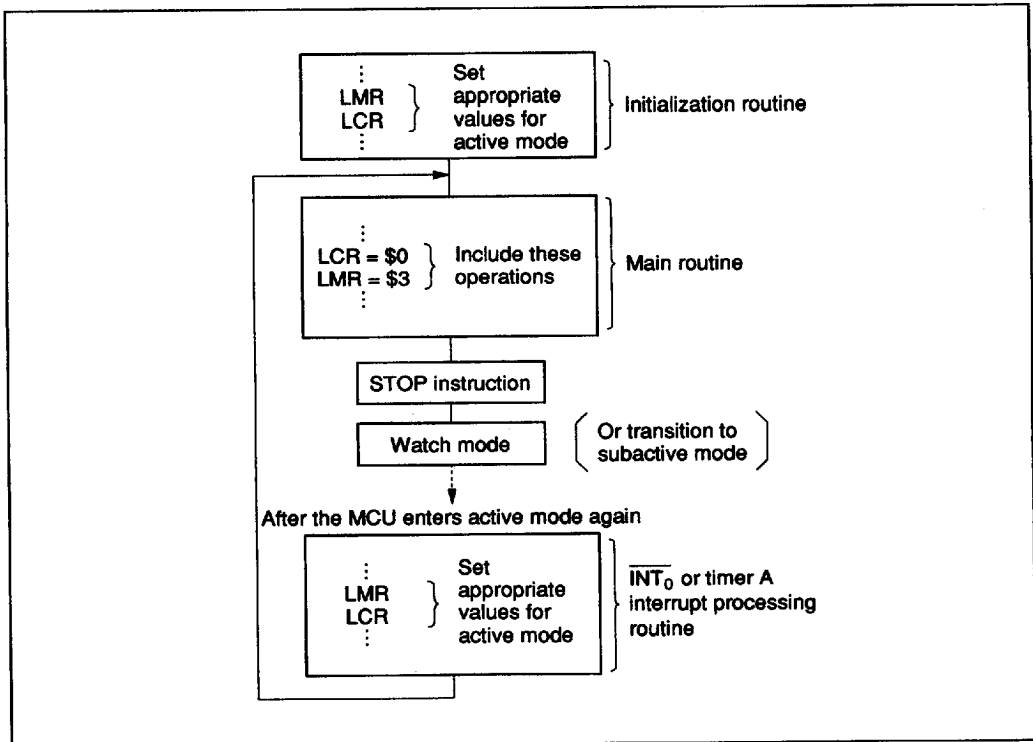 ⋮
LMR
LCR
⋮
Set
appropriate
values for
active mode
Initialization routine
⋮
LCR = $0
LMR = $3
⋮
Include these
operations
Main routine
STOP instruction
Watch mode
Or transition to
subactive mode
After the MCU enters active mode again
⋮
LMR
LCR
⋮
Set
appropriate
values for
active mode
INT₀ or timer A
interrupt processing
routine